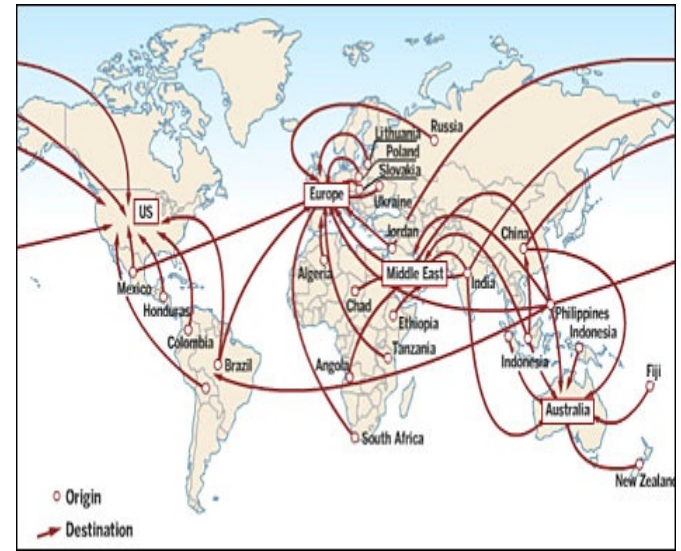 Russia
Lithuania
Poland
Slovakia
Europe
Ukraine
US
Jordan
China
Algeria
Middle East
India
Mexico
Honduras
Chad
Ethiopia
Philippines
Indonesia
Colombia
Tanzania
Brazil
Angola
Indonesia
Fiji
Australia
South Africa
New Zealan
Origin
Destination